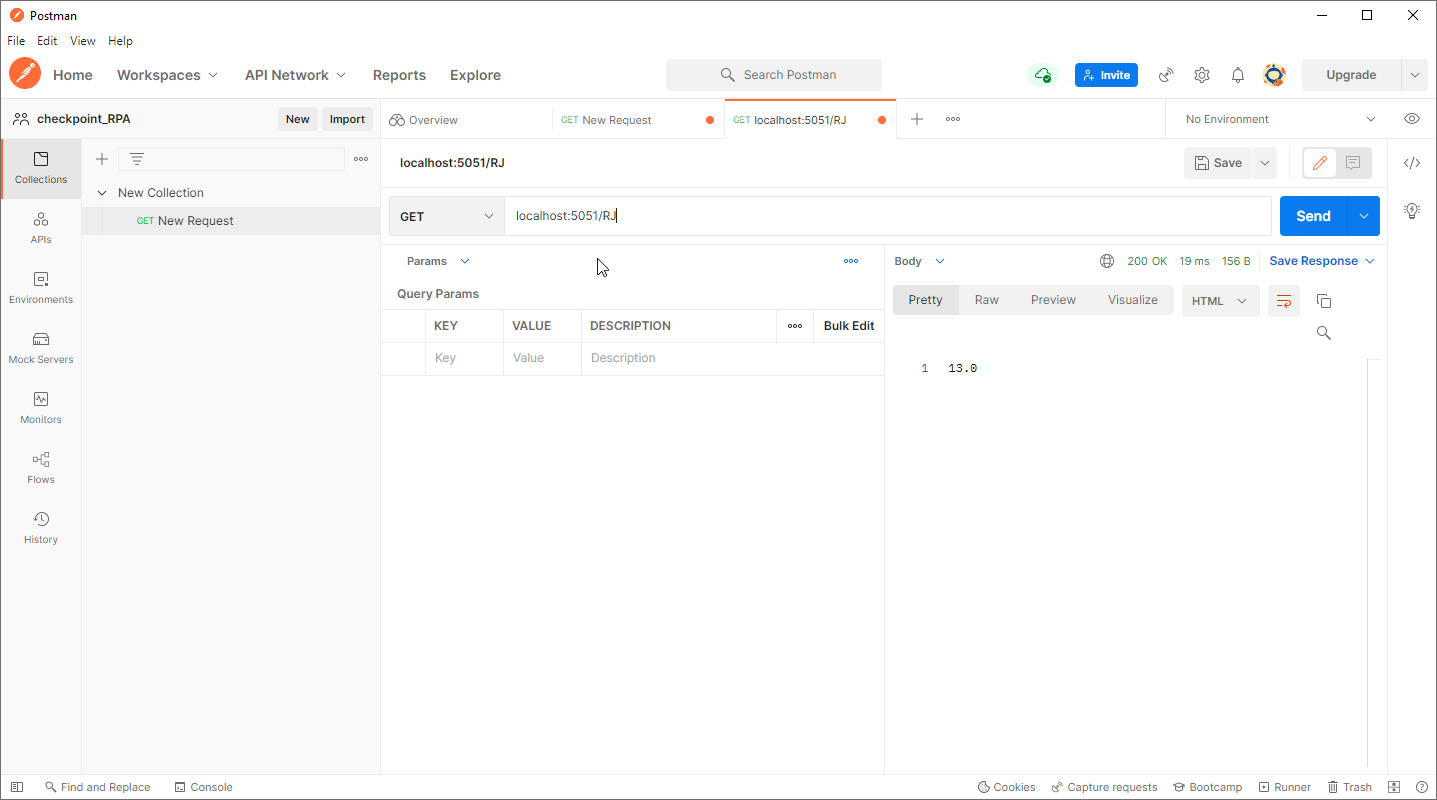 Postman
File Edit View Help
Home Workspaces API Network Reports Explore Search Postman Invite Upgrade
checkpoint_RPA New Import Overview GET New Request GET localhost:5051/RJ No Environment
Collections
New Collection
GET New Request
APIs
Environments
Mock Servers
Monitors
Flows
History
localhost:5051/RJ Save
GET localhost:5051/RJ Send
Params
Query Params
KEY VALUE DESCRIPTION Bulk Edit
Key Value Description
Body 200 OK 19 ms 156 B Save Response
Pretty Raw Preview Visualize HTML
1 13.0
Find and Replace Console Cookies Capture requests Bootcamp Runner Trash